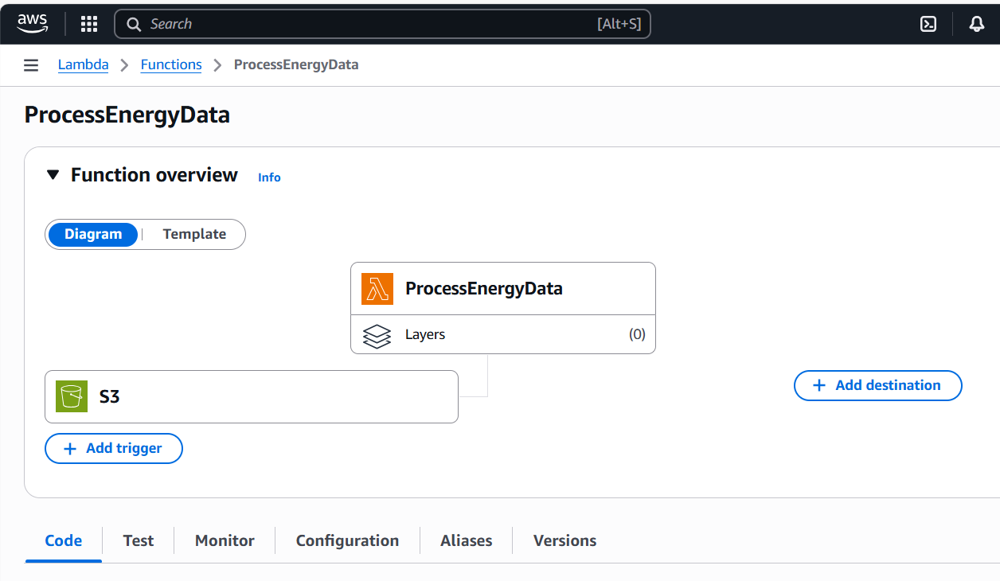 aws
Search [Alt+S]
Lambda Functions ProcessEnergyData
ProcessEnergyData
Function overview Info
Diagram Template
ProcessEnergyData
Layers (0)
S3
+ Add destination
+ Add trigger
Code Test Monitor Configuration Aliases Versions